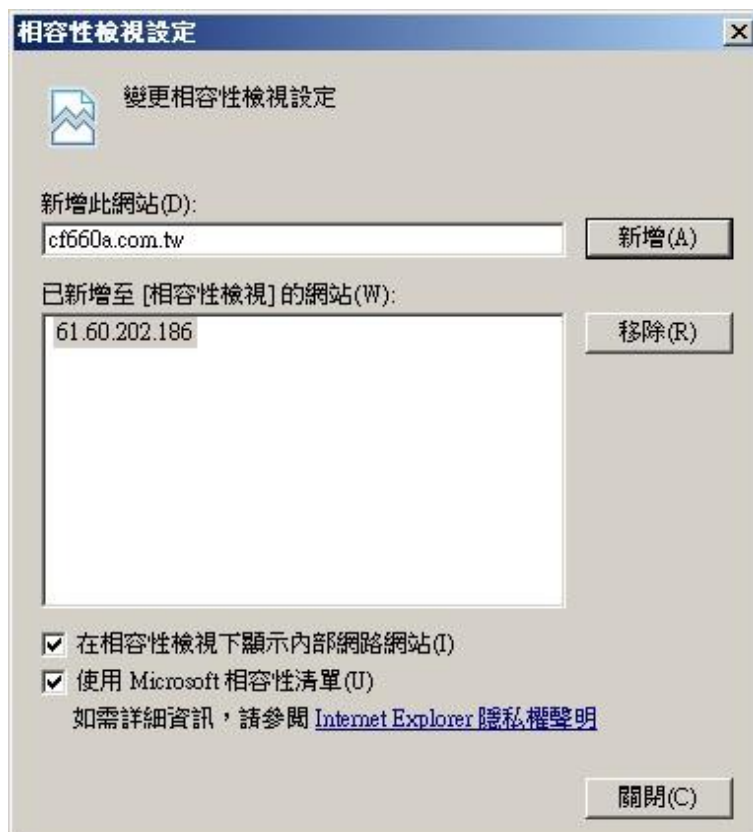 相容性檢視設定
變更相容性檢視設定
新增此網站(D):
cf660a.com.tw
新增(A)
已新增至 [相容性檢視] 的網站(W):
61.60.202.186
移除(R)
在相容性檢視下顯示內部網路網站(I)
使用 Microsoft 相容性清單(U)
如需詳細資訊，請參閱 Internet Explorer 隱私權聲明
關閉(C)